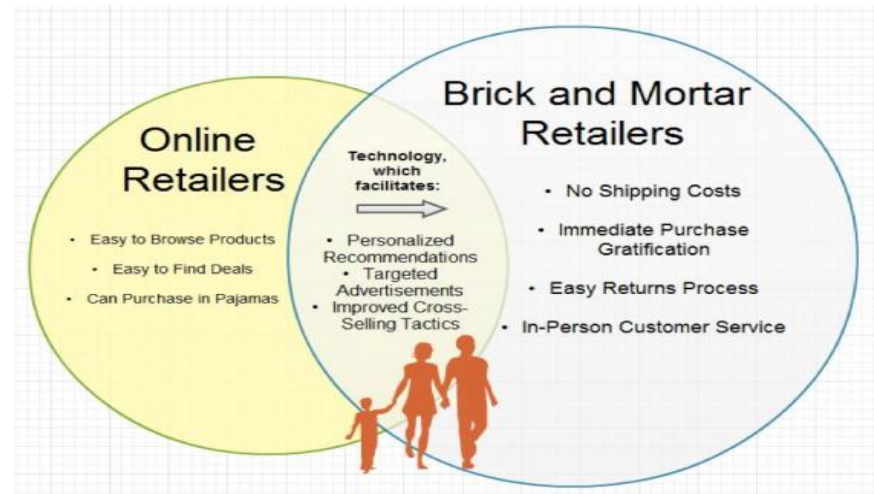 Online
Retailers
• Easy to Browse Products
• Easy to Find Deals
• Can Purchase in Pajamas
Technology,
which
facilitates:
• Personalized
Recommendations
• Targeted
Advertisements
• Improved Cross-
Selling Tactics
Brick and Mortar
Retailers
• No Shipping Costs
• Immediate Purchase
Gratification
• Easy Returns Process
• In-Person Customer Service